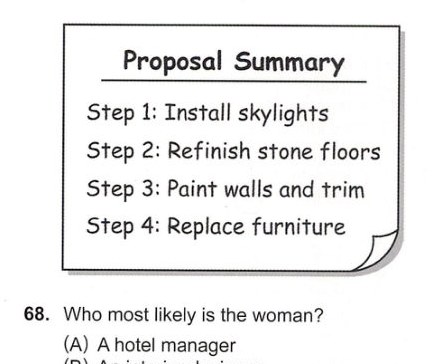 Proposal Summary
Step 1: Install skylights
Step 2: Refinish stone floors
Step 3: Paint walls and trim
Step 4: Replace furniture
68. Who most likely is the woman?
(A) A hotel manager